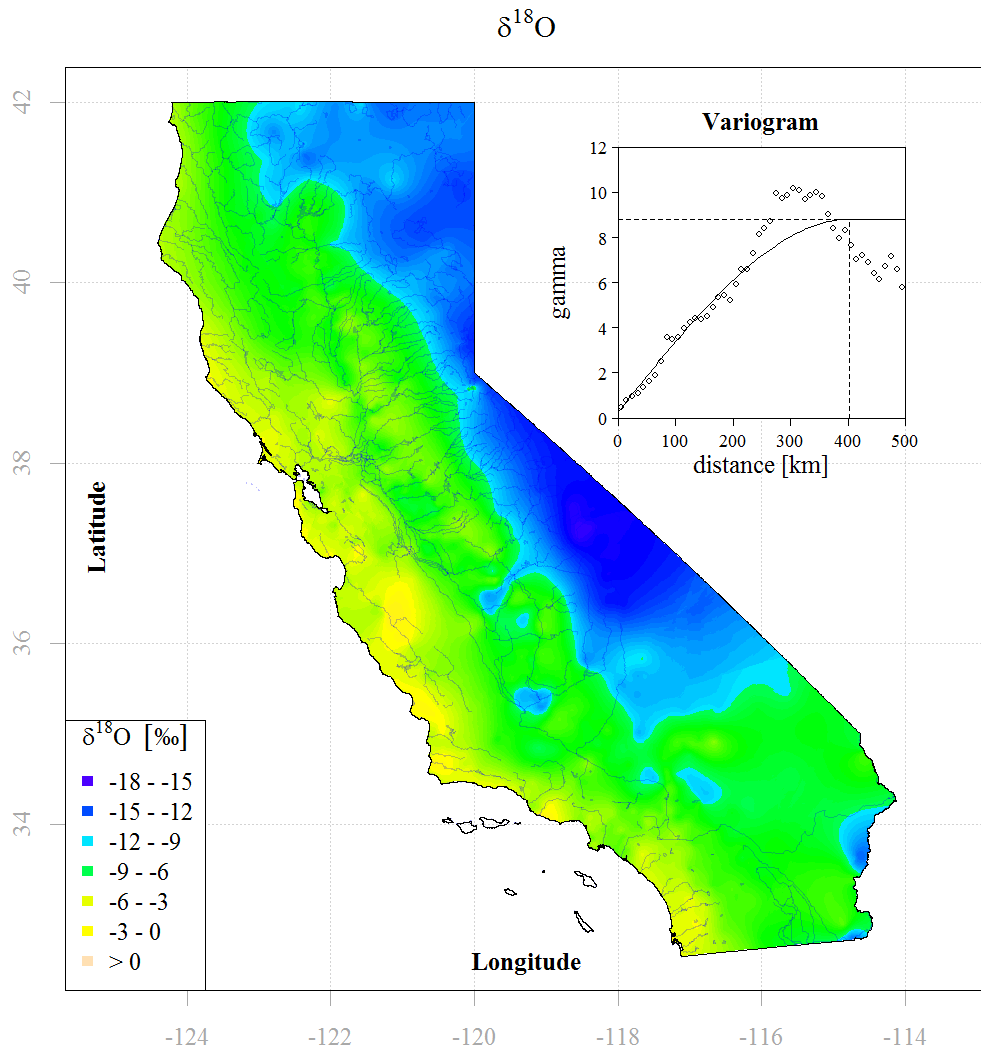 δ¹⁸O
Variogram
12
10
8
6
4
2
0
gamma
0 100 200 300 400 500
distance [km]
42
40
38
36
34
Latitude
δ¹⁸O [‰]
-18 - -15
-15 - -12
-12 - -9
-9 - -6
-6 - -3
-3 - 0
> 0
Longitude
-124 -122 -120 -118 -116 -114